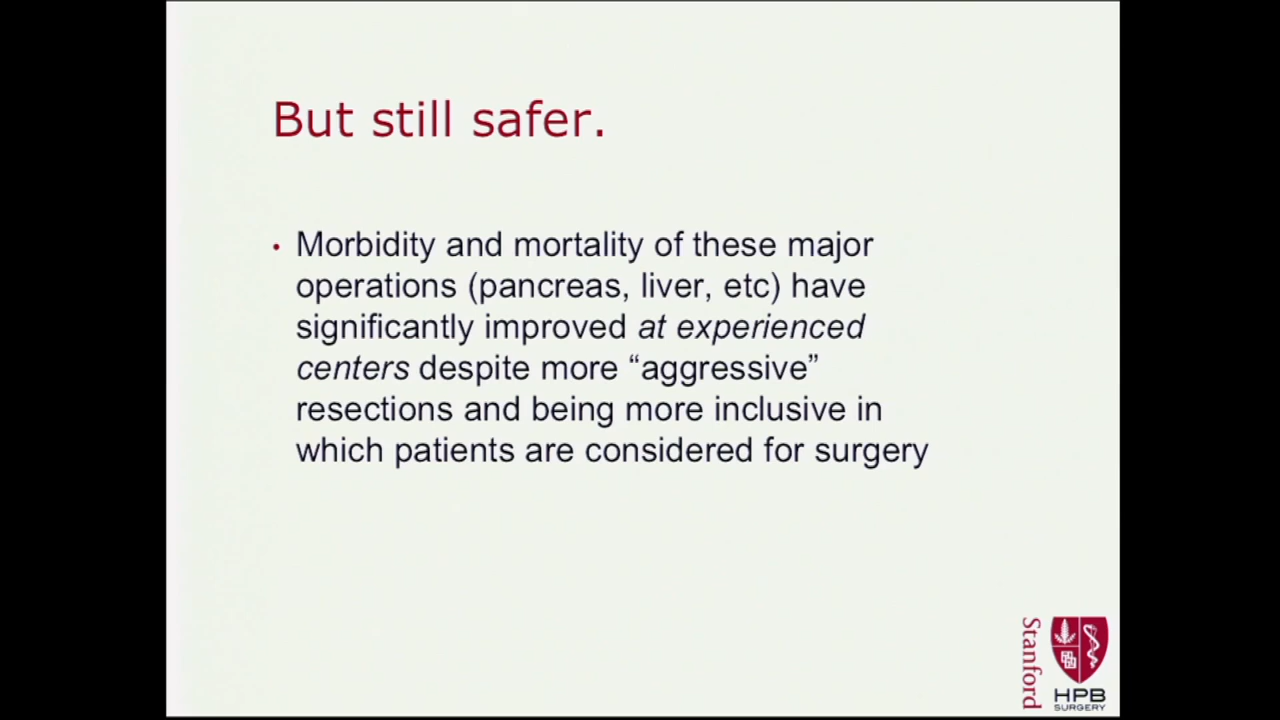 But still safer.
• Morbidity and mortality of these major
operations (pancreas, liver, etc) have
significantly improved at experienced
centers despite more “aggressive”
resections and being more inclusive in
which patients are considered for surgery
Stanford
HPB
SURGERY